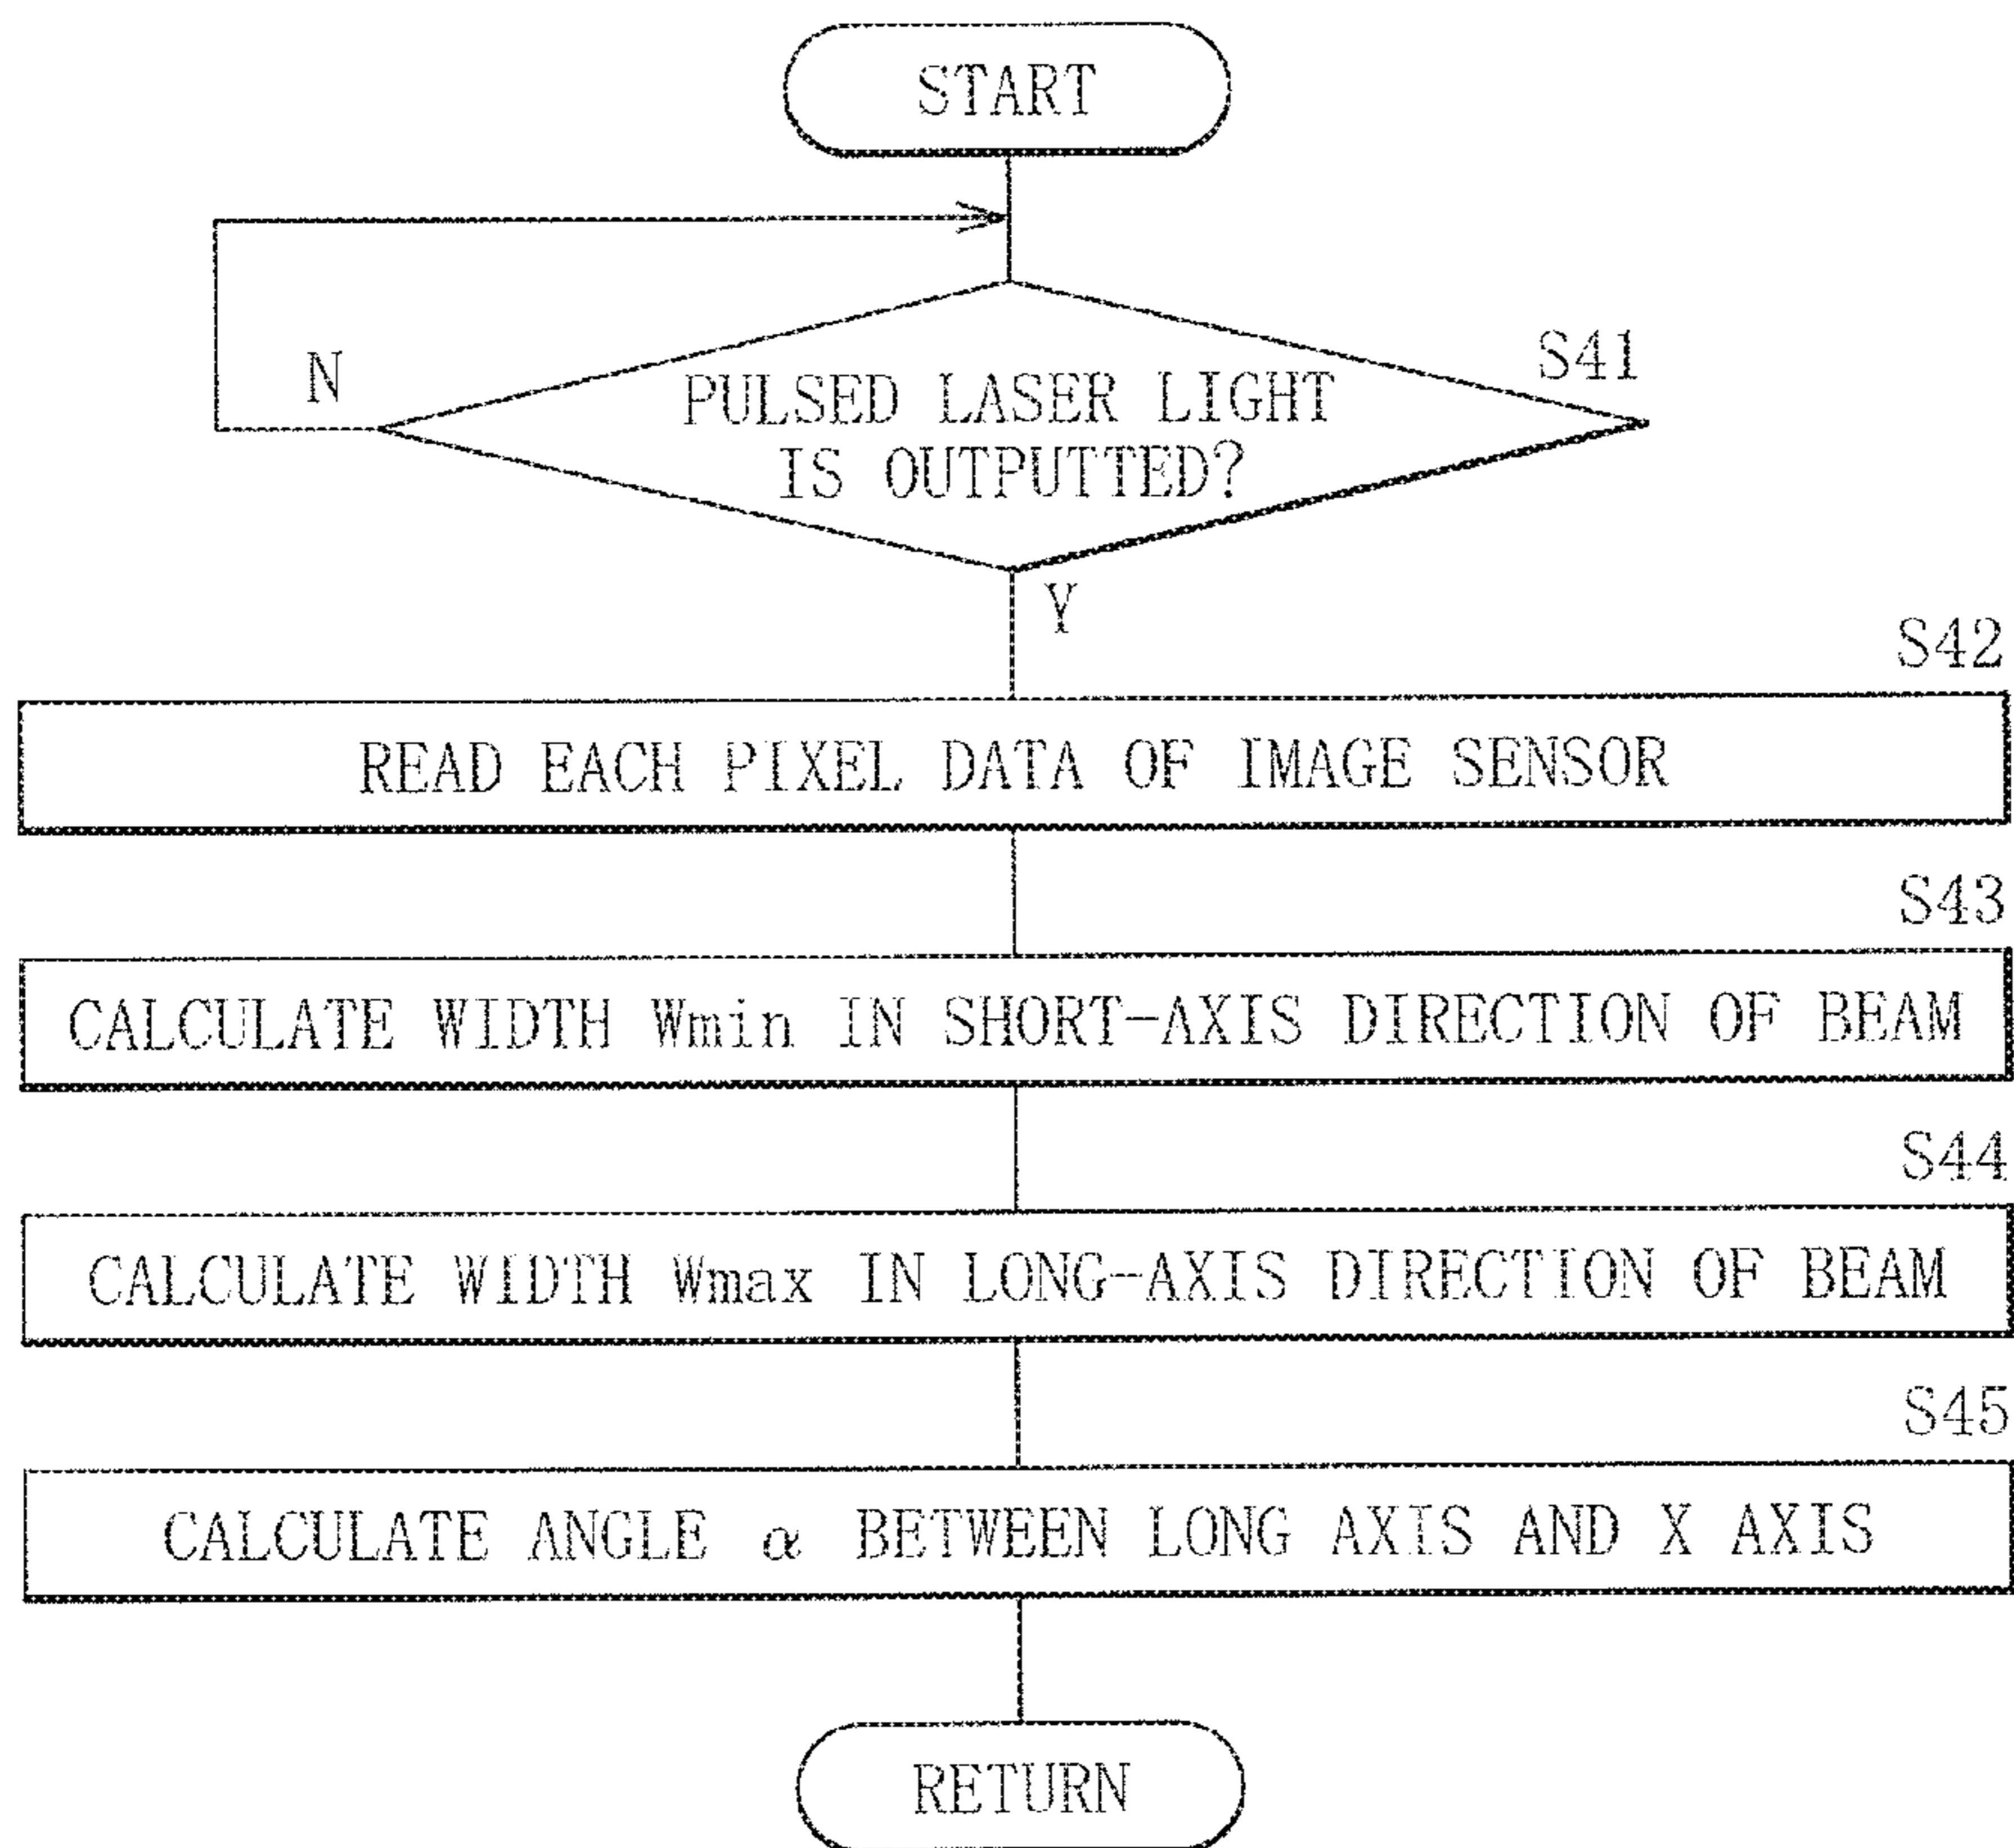 START
N
S41
PULSED LASER LIGHT
IS OUTPUTTED?
Y
S42
READ EACH PIXEL DATA OF IMAGE SENSOR
S43
CALCULATE WIDTH Wmin IN SHORT-AXIS DIRECTION OF BEAM
S44
CALCULATE WIDTH Wmax IN LONG-AXIS DIRECTION OF BEAM
S45
CALCULATE ANGLE α BETWEEN LONG AXIS AND X AXIS
RETURN